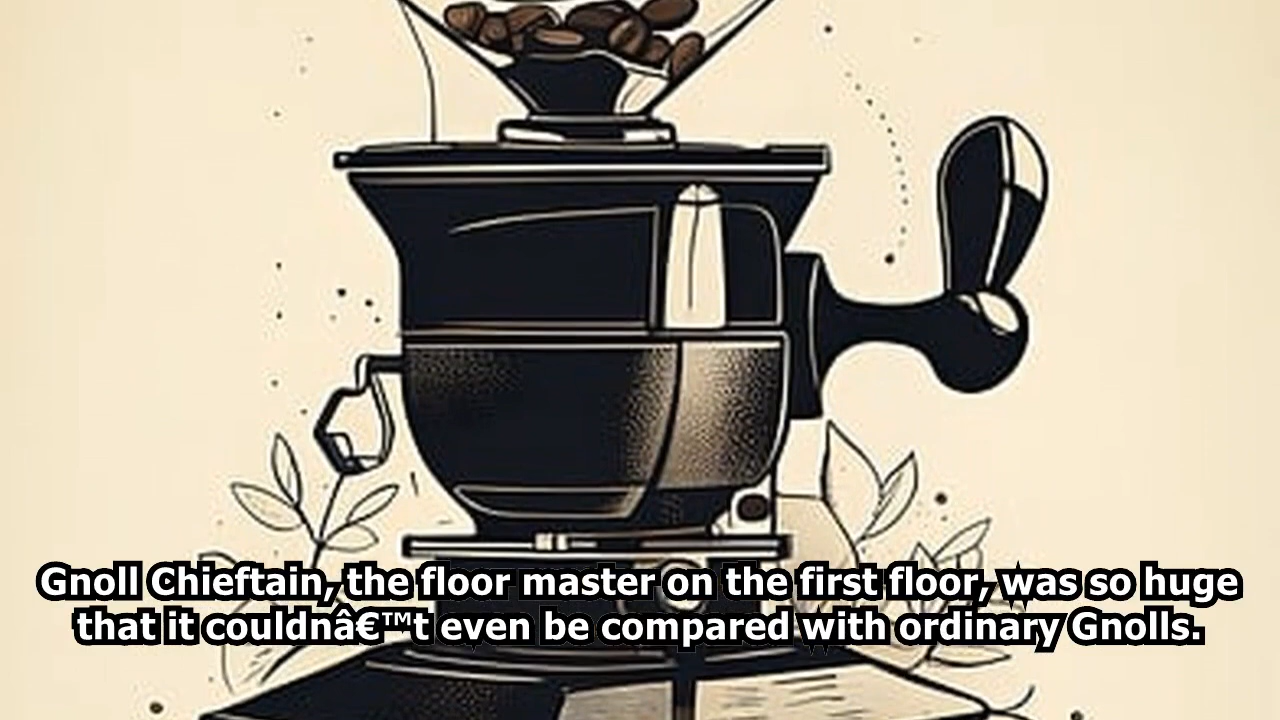 Gnoll Chieftain, the floor master on the first floor, was so huge
that it couldnâ€™t even be compared with ordinary Gnolls.